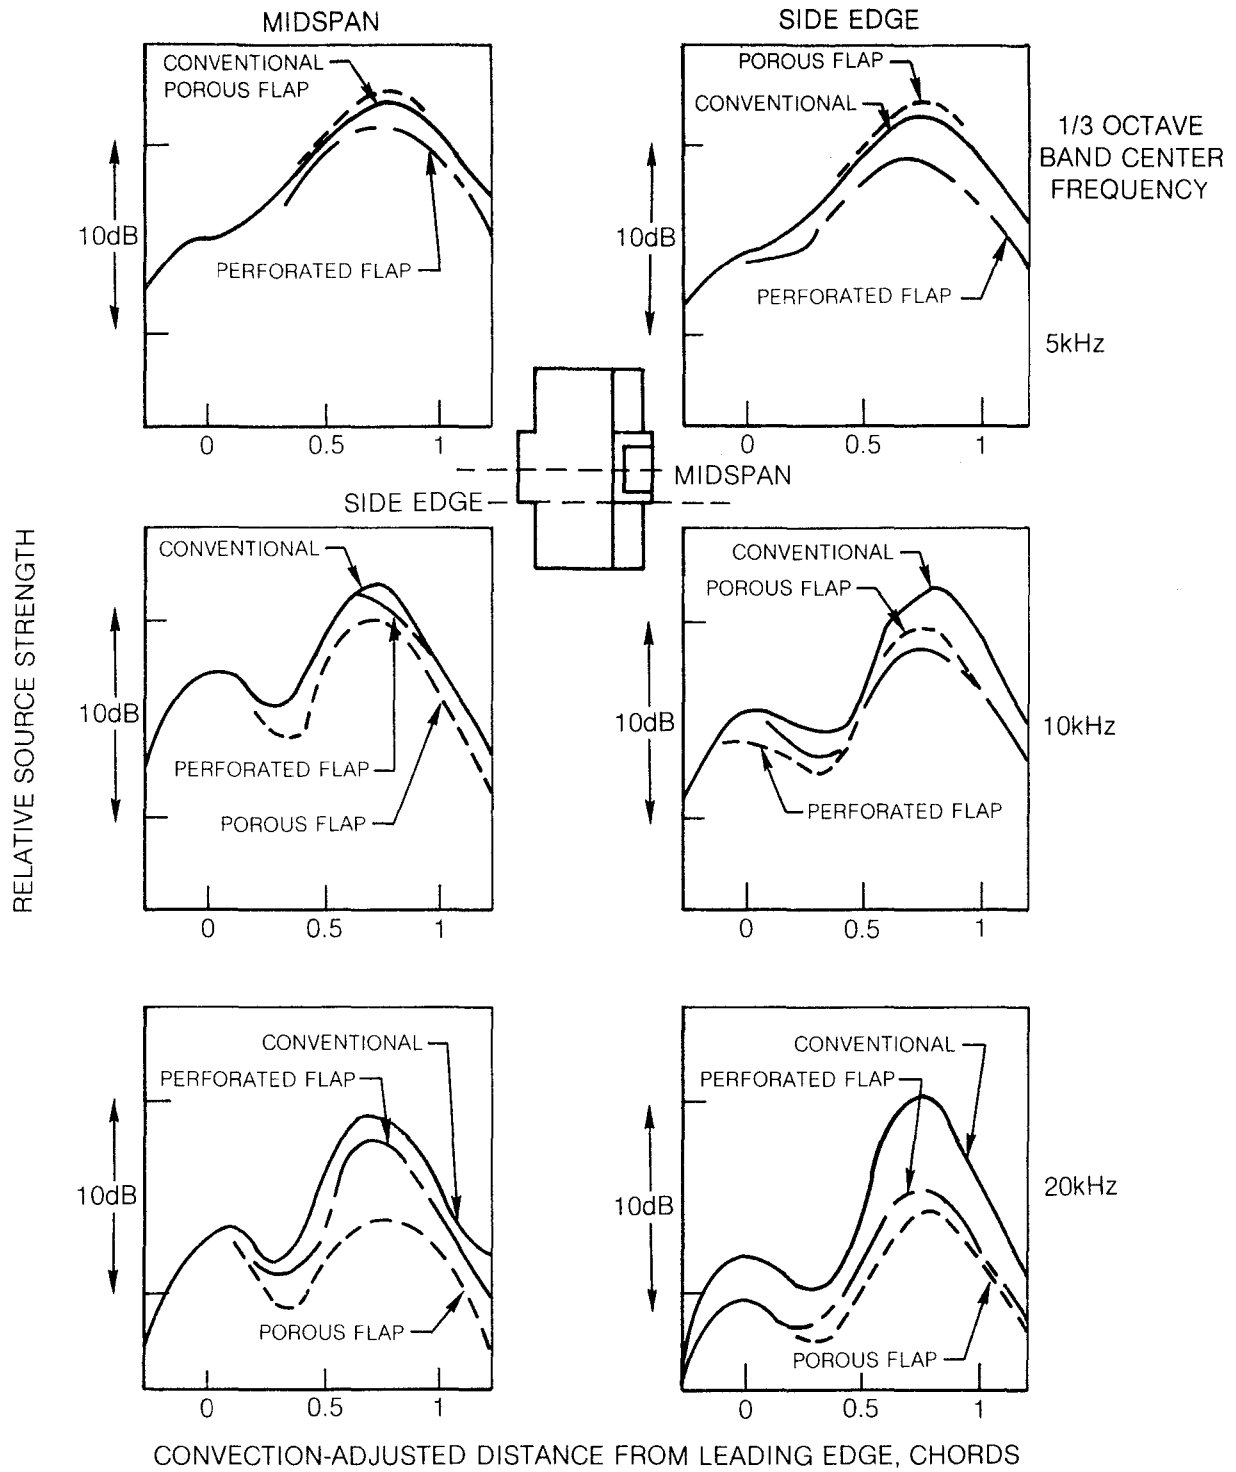 MIDSPAN
SIDE EDGE
CONVENTIONAL
POROUS FLAP
PERFORATED FLAP
10dB
0
0.5
1
POROUS FLAP
CONVENTIONAL
PERFORATED FLAP
10dB
0
0.5
1
1/3 OCTAVE
BAND CENTER
FREQUENCY
5kHz
MIDSPAN
SIDE EDGE
RELATIVE SOURCE STRENGTH
CONVENTIONAL
10dB
PERFORATED FLAP
POROUS FLAP
0
0.5
1
CONVENTIONAL
POROUS FLAP
10dB
PERFORATED FLAP
0
0.5
1
10kHz
CONVENTIONAL
PERFORATED FLAP
10dB
POROUS FLAP
0
0.5
1
CONVENTIONAL
PERFORATED FLAP
10dB
POROUS FLAP
0
0.5
1
20kHz
CONVECTION-ADJUSTED DISTANCE FROM LEADING EDGE, CHORDS